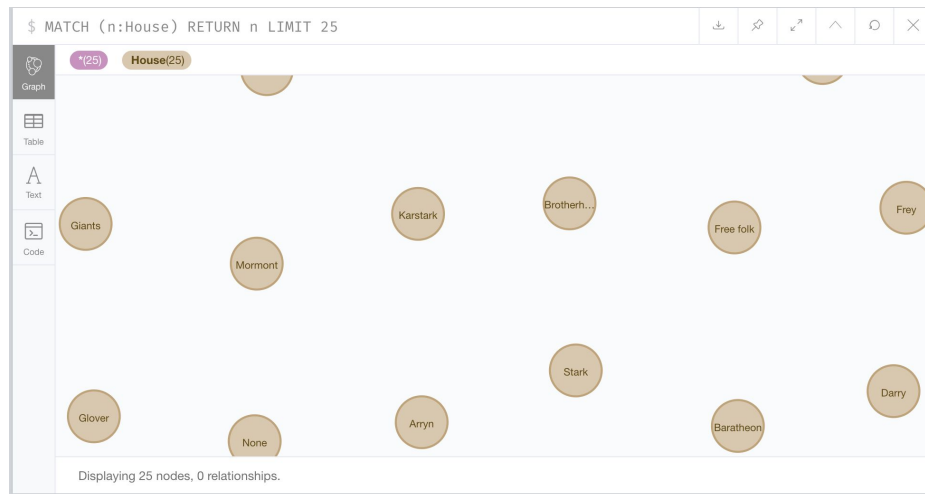 $ MATCH (n:House) RETURN n LIMIT 25
*(25) House(25)
Graph
Table
Text
Code
Brotherh...
Frey
Karstark
Giants
Free folk
Mormont
Stark
Darry
Glover
Arryn
Baratheon
None
Displaying 25 nodes, 0 relationships.